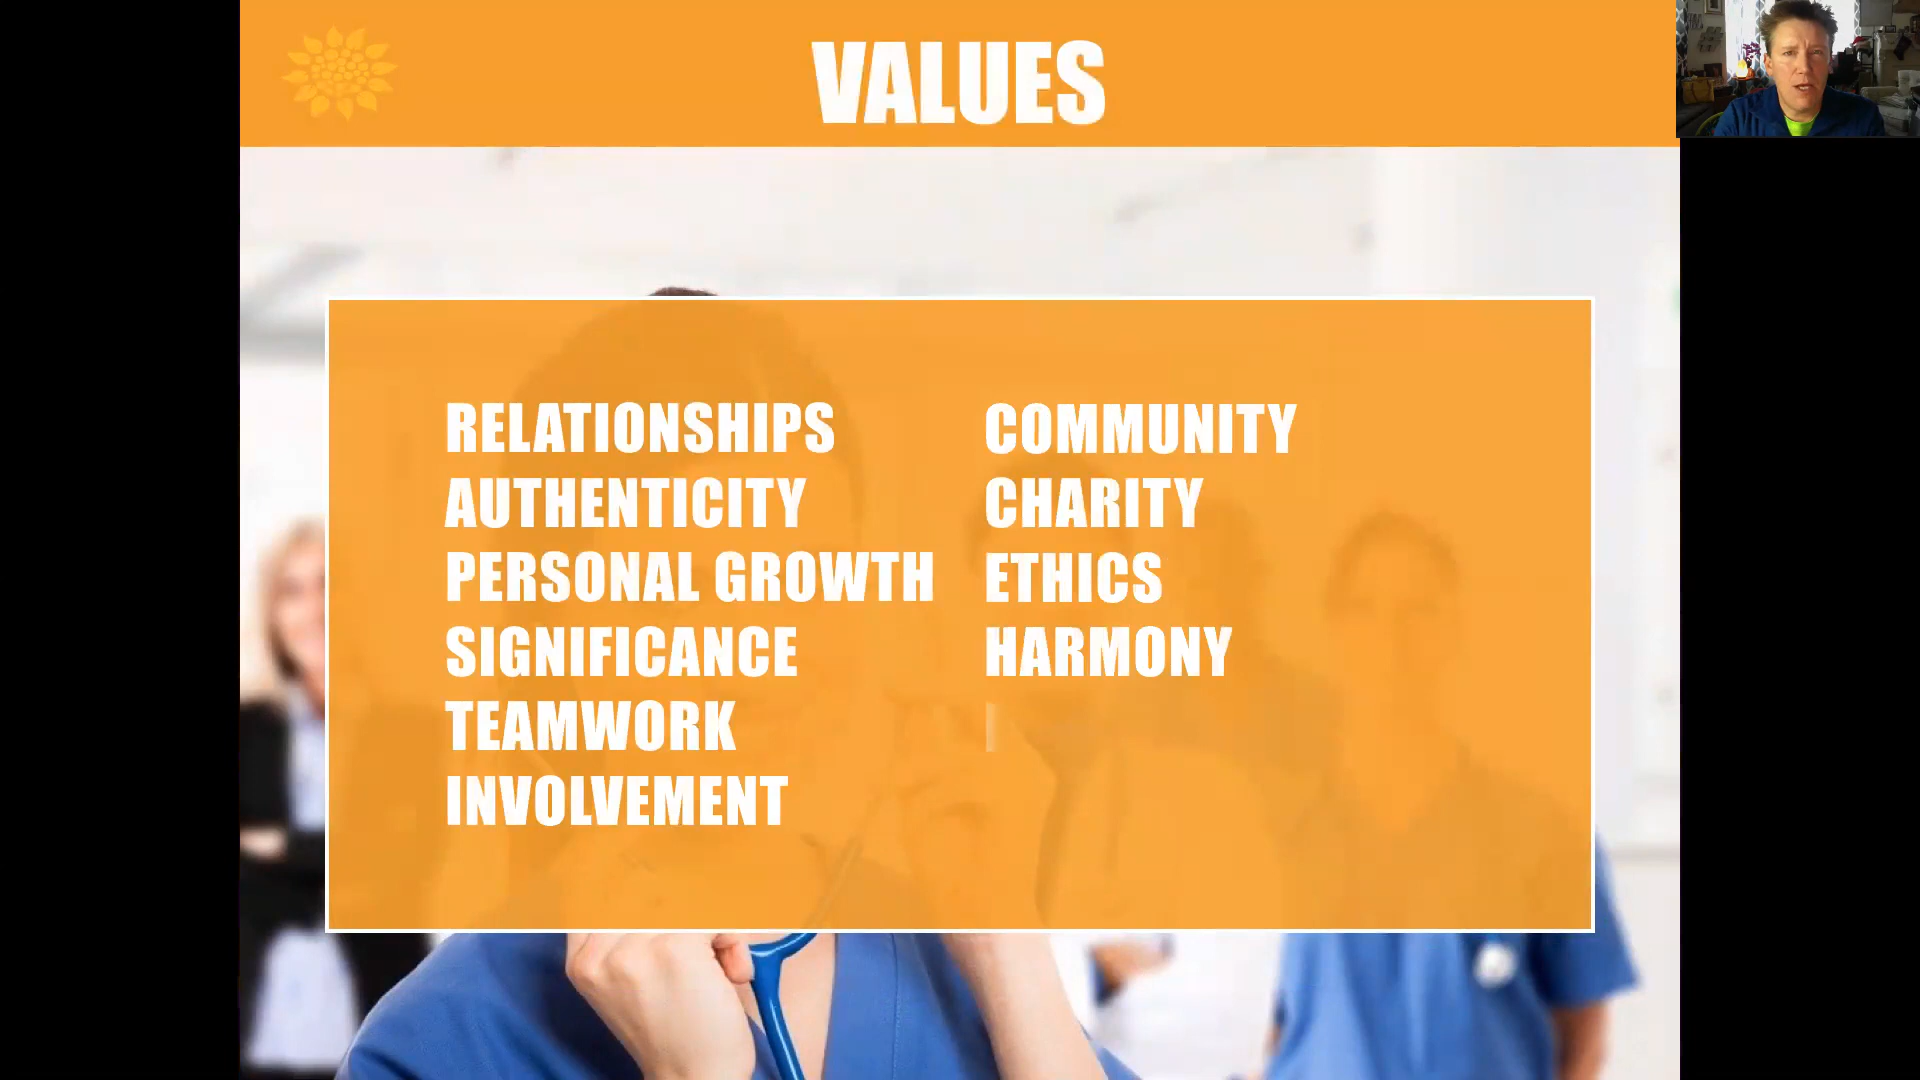 VALUES
RELATIONSHIPS
AUTHENTICITY
PERSONAL GROWTH
SIGNIFICANCE
TEAMWORK
INVOLVEMENT
COMMUNITY
CHARITY
ETHICS
HARMONY